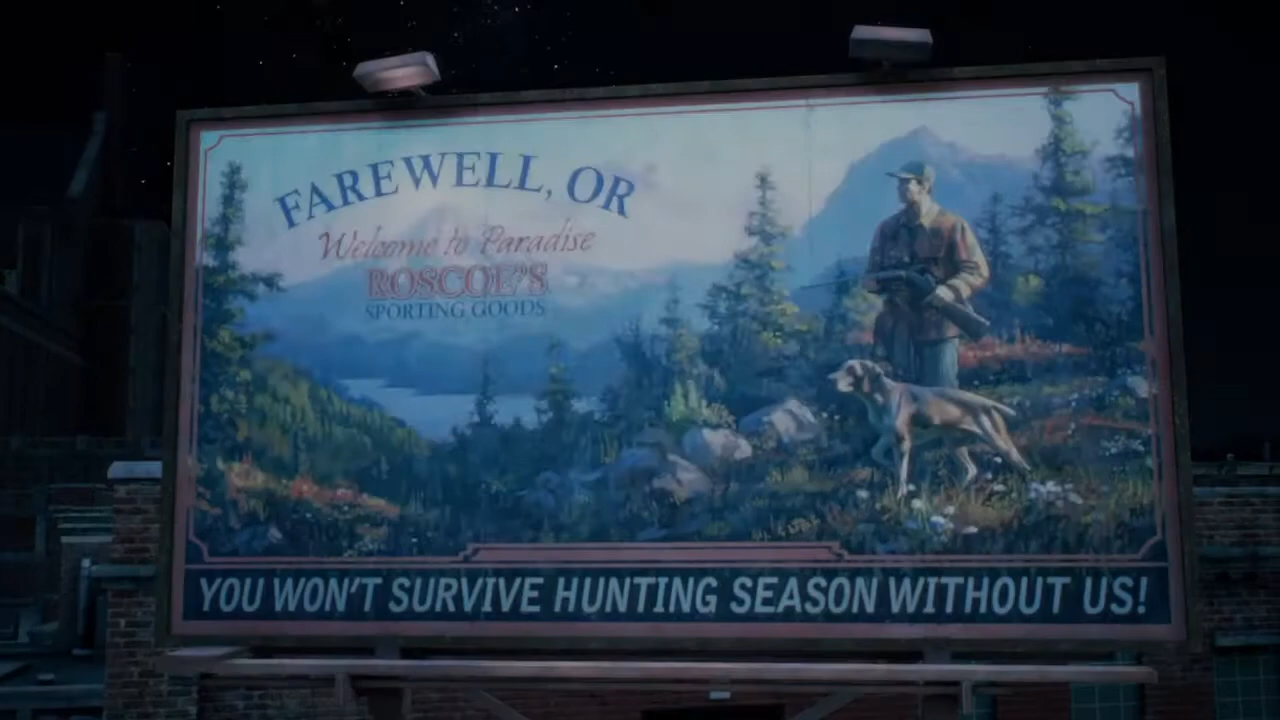 FAREWELL, OR
Welcome to Paradise
ROSCOE'S
SPORTING GOODS
YOU WON'T SURVIVE HUNTING SEASON WITHOUT US!